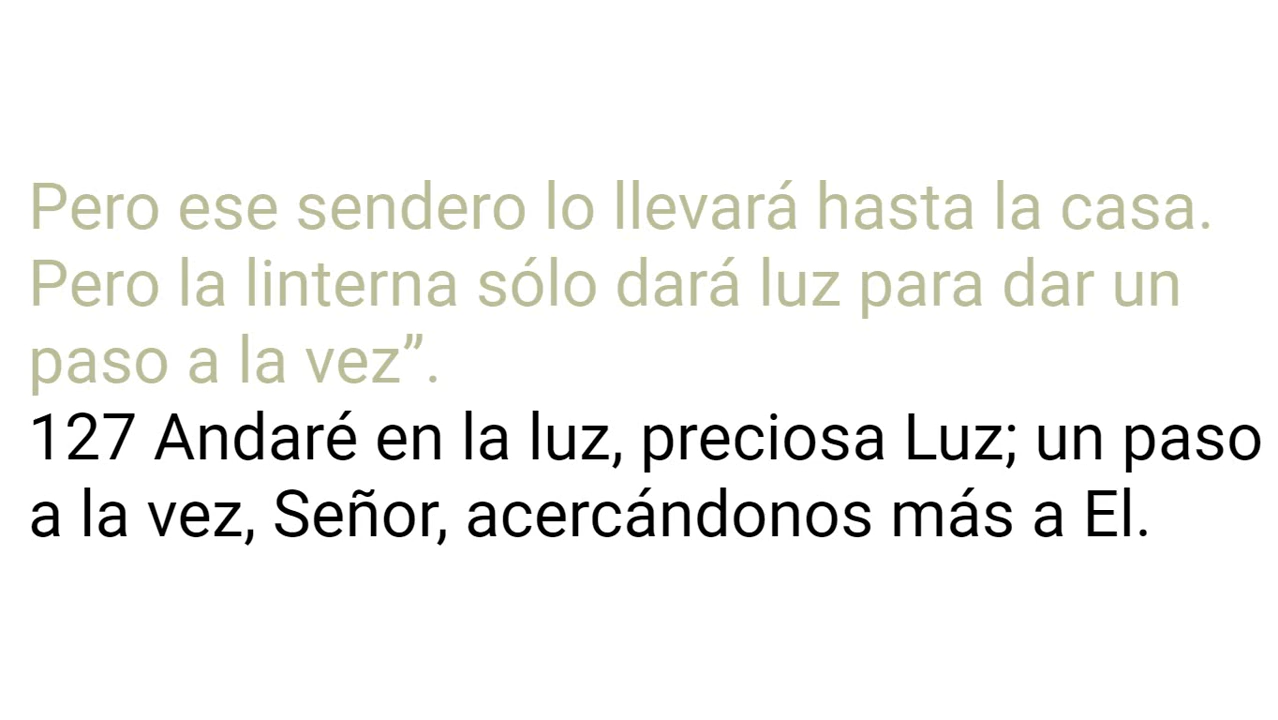 Pero ese sendero lo llevará hasta la casa.
Pero la linterna sólo dará luz para dar un
paso a la vez”.
127 Andaré en la luz, preciosa Luz; un paso
a la vez, Señor, acercándonos más a El.